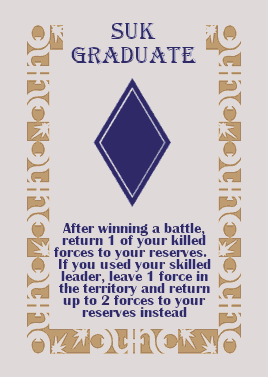 SUK
GRADUATE
After winning a battle,
return 1 of your killed
forces to your reserves.
If you used your skilled
leader, leave 1 force in
the territory and return
up to 2 forces to your
reserves instead